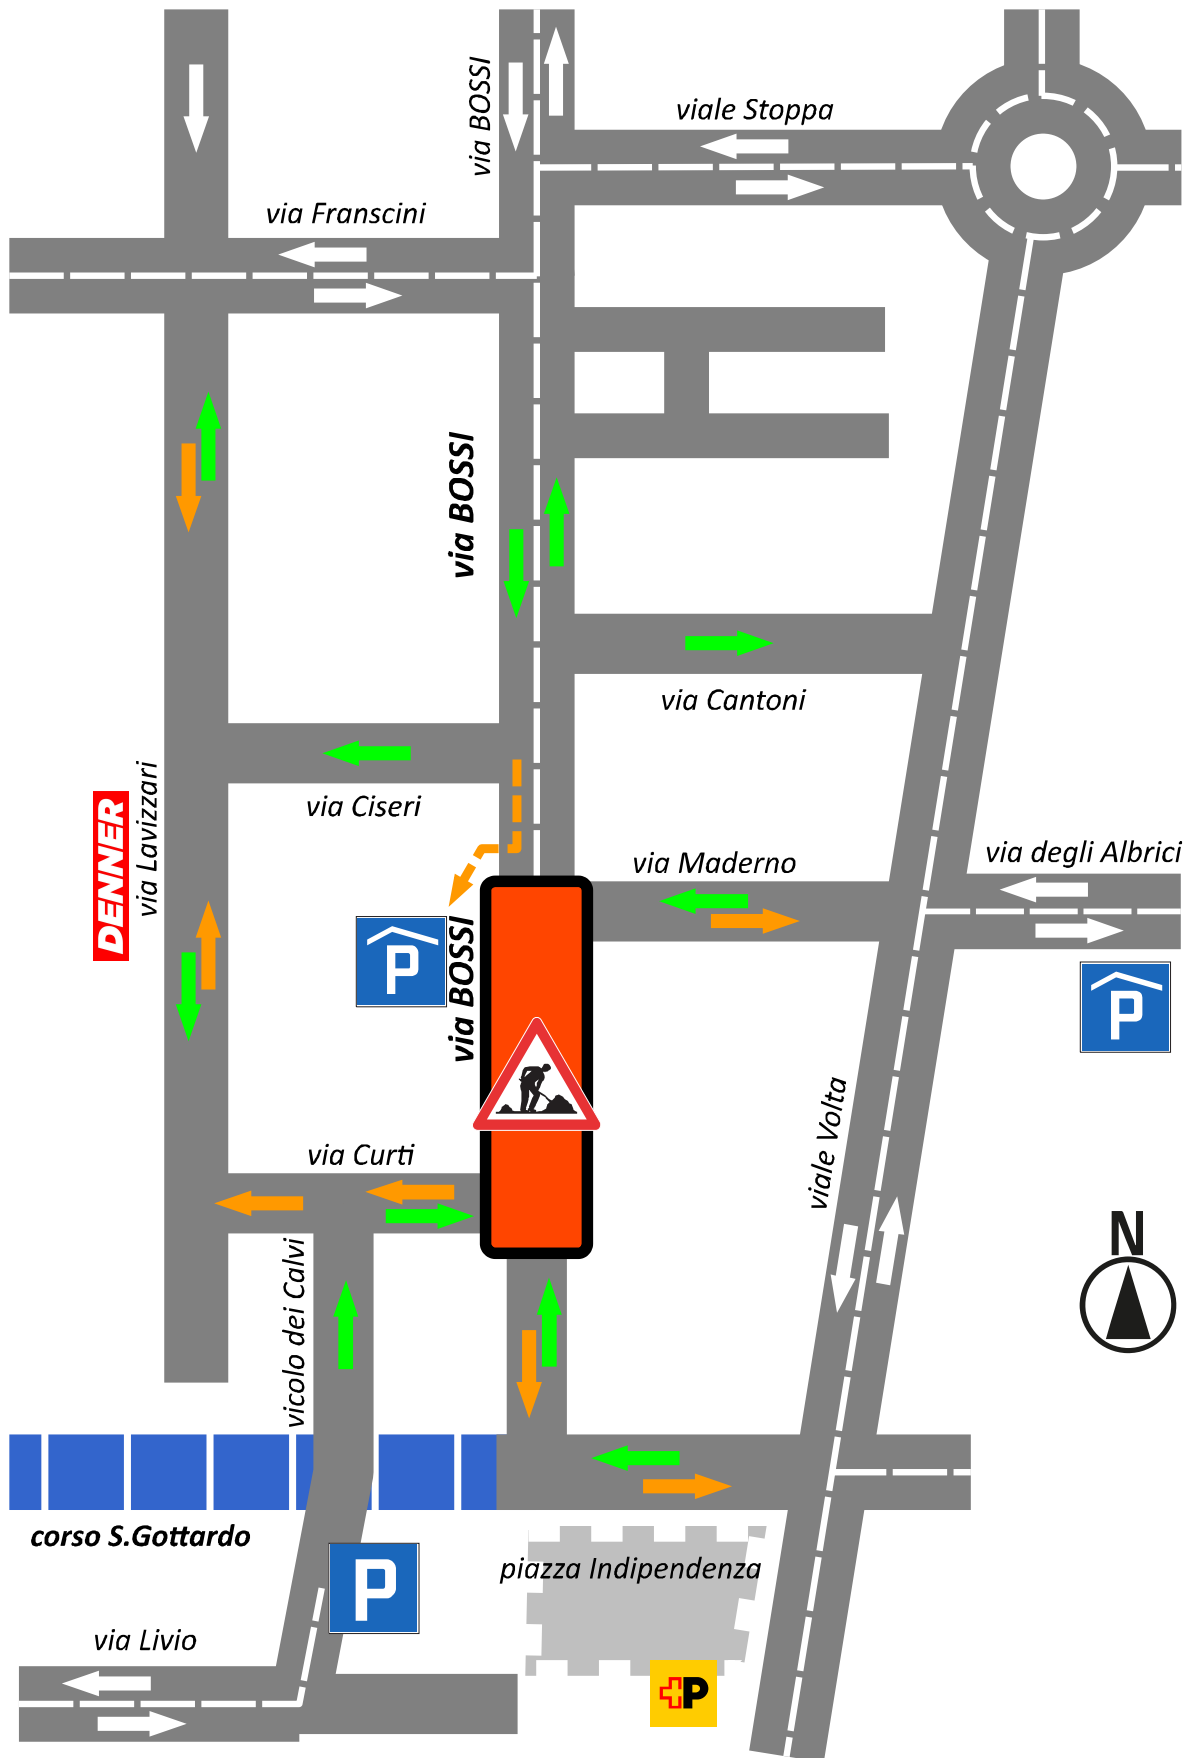 via BOSSI
viale Stoppa
via Franscini
via BOSSI
via Cantoni
via Ciseri
via Lavizzari
DENNER
via Maderno
via degli Albrici
P
via BOSSI
P
via Curti
viale Volta
N
vicolo dei Calvi
corso S.Gottardo
P
piazza Indipendenza
via Livio
P